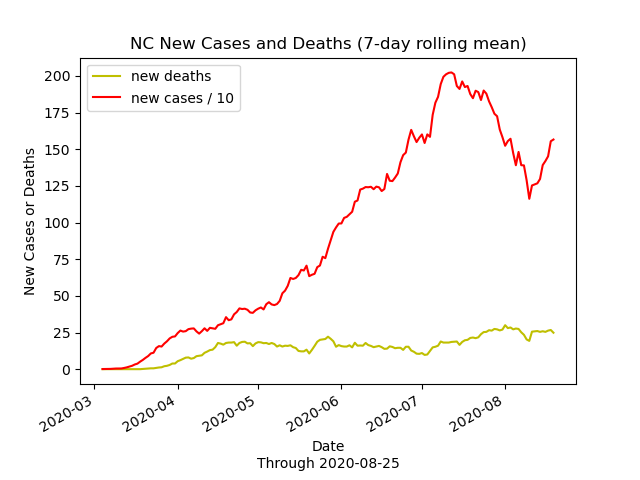 NC New Cases and Deaths (7-day rolling mean)
new deaths
new cases / 10
New Cases or Deaths
200
175
150
125
100
75
50
25
0
2020-03
2020-04
2020-05
2020-06
2020-07
2020-08
Date
Through 2020-08-25